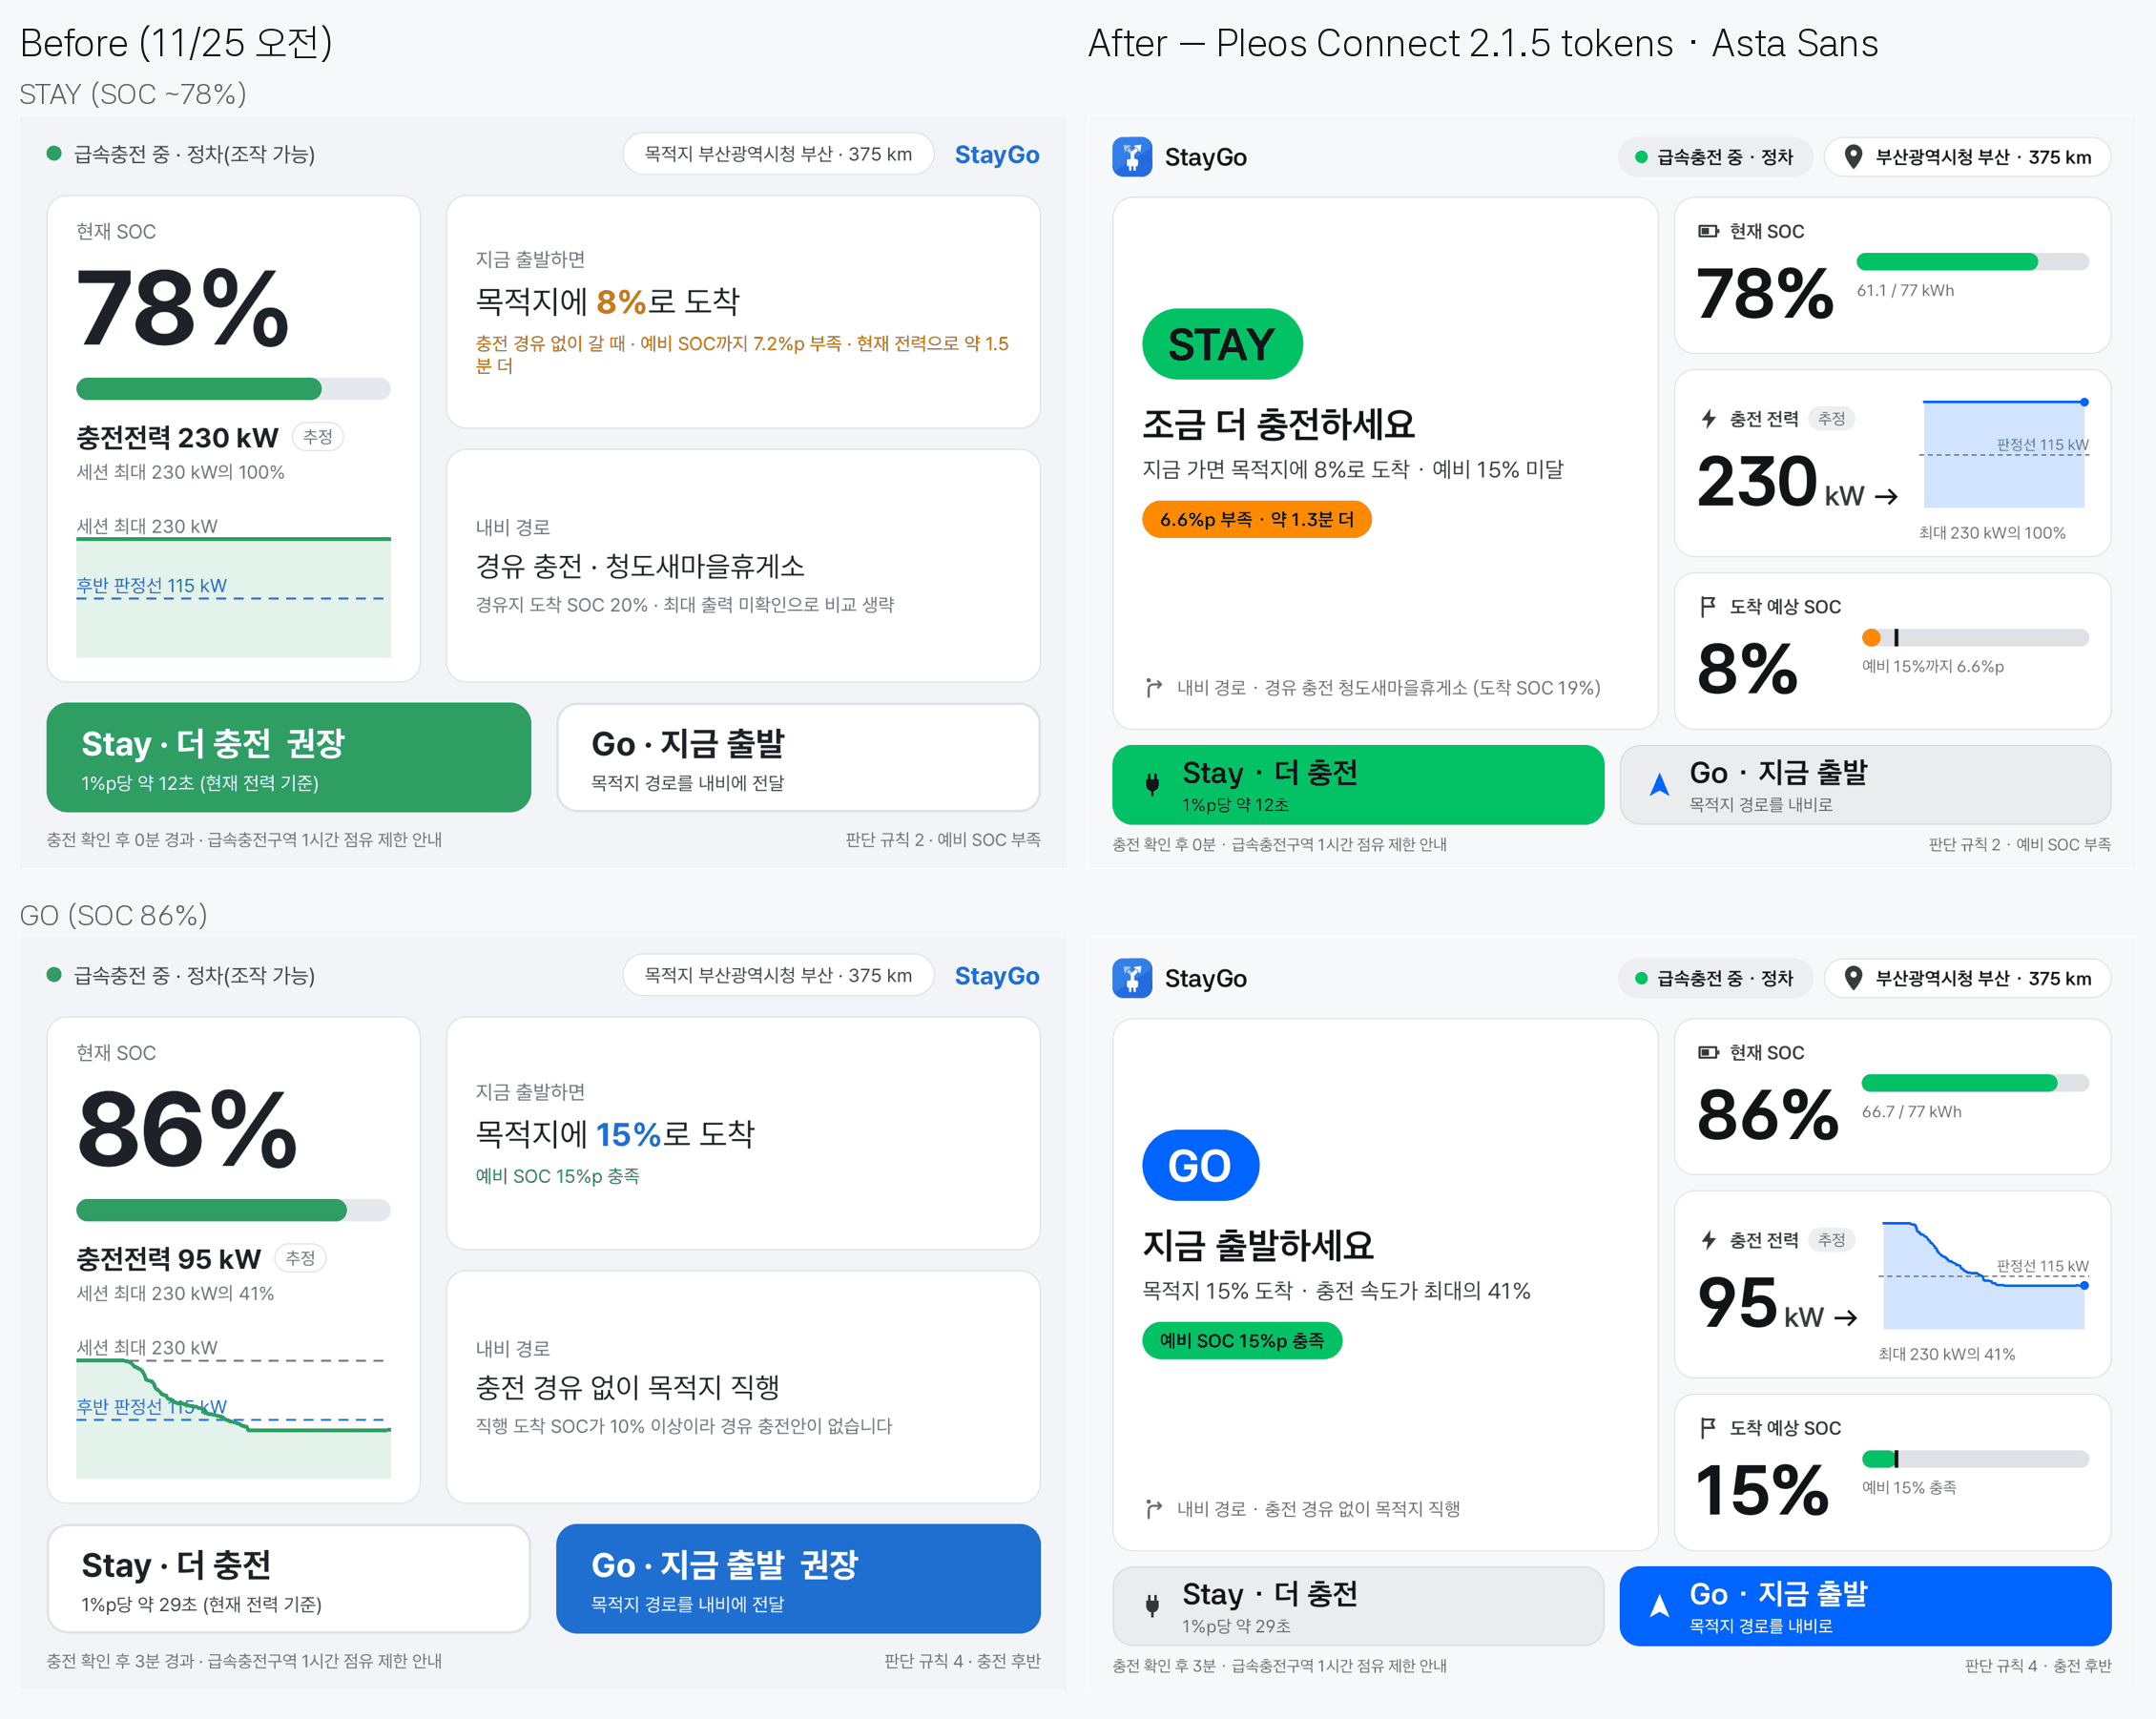 Before (11/25 오전)
STAY (SOC ~78%)
급속충전 중 · 정차(조작 가능)
목적지 부산광역시청 부산 · 375 km
StayGo
현재 SOC
78%
충전전력 230 kW 추정
세션 최대 230 kW의 100%
세션 최대 230 kW
후반 판정선 115 kW
지금 출발하면
목적지에 8%로 도착
충전 경유 없이 갈 때 · 예비 SOC까지 7.2%p 부족 · 현재 전력으로 약 1.5
분 더
내비 경로
경유 충전 · 청도새마을휴게소
경유지 도착 SOC 20% · 최대 출력 미확인으로 비교 생략
Stay · 더 충전 권장
1%p당 약 12초 (현재 전력 기준)
Go · 지금 출발
목적지 경로를 내비에 전달
충전 확인 후 0분 경과 · 급속충전구역 1시간 점유 제한 안내
판단 규칙 2 · 예비 SOC 부족
After — Pleos Connect 2.1.5 tokens · Asta Sans
StayGo
급속충전 중 · 정차
부산광역시청 부산 · 375 km
STAY
조금 더 충전하세요
지금 가면 목적지에 8%로 도착 · 예비 15% 미달
6.6%p 부족 · 약 1.3분 더
내비 경로 · 경유 충전 청도새마을휴게소 (도착 SOC 19%)
현재 SOC
78%
61.1 / 77 kWh
충전 전력 추정
230 kW →
판정선 115 kW
최대 230 kW의 100%
도착 예상 SOC
8%
예비 15%까지 6.6%p
Stay · 더 충전
1%p당 약 12초
Go · 지금 출발
목적지 경로를 내비로
충전 확인 후 0분 · 급속충전구역 1시간 점유 제한 안내
판단 규칙 2 · 예비 SOC 부족
GO (SOC 86%)
급속충전 중 · 정차(조작 가능)
목적지 부산광역시청 부산 · 375 km
StayGo
현재 SOC
86%
충전전력 95 kW 추정
세션 최대 230 kW의 41%
세션 최대 230 kW
후반 판정선 115 kW
지금 출발하면
목적지에 15%로 도착
예비 SOC 15%p 충족
내비 경로
충전 경유 없이 목적지 직행
직행 도착 SOC가 10% 이상이라 경유 충전안이 없습니다
Stay · 더 충전
1%p당 약 29초 (현재 전력 기준)
Go · 지금 출발 권장
목적지 경로를 내비에 전달
충전 확인 후 3분 경과 · 급속충전구역 1시간 점유 제한 안내
판단 규칙 4 · 충전 후반
StayGo
급속충전 중 · 정차
부산광역시청 부산 · 375 km
GO
지금 출발하세요
목적지 15% 도착 · 충전 속도가 최대의 41%
예비 SOC 15%p 충족
내비 경로 · 충전 경유 없이 목적지 직행
현재 SOC
86%
66.7 / 77 kWh
충전 전력 추정
95 kW →
판정선 115 kW
최대 230 kW의 41%
도착 예상 SOC
15%
예비 15% 충족
Stay · 더 충전
1%p당 약 29초
Go · 지금 출발
목적지 경로를 내비로
충전 확인 후 3분 · 급속충전구역 1시간 점유 제한 안내
판단 규칙 4 · 충전 후반